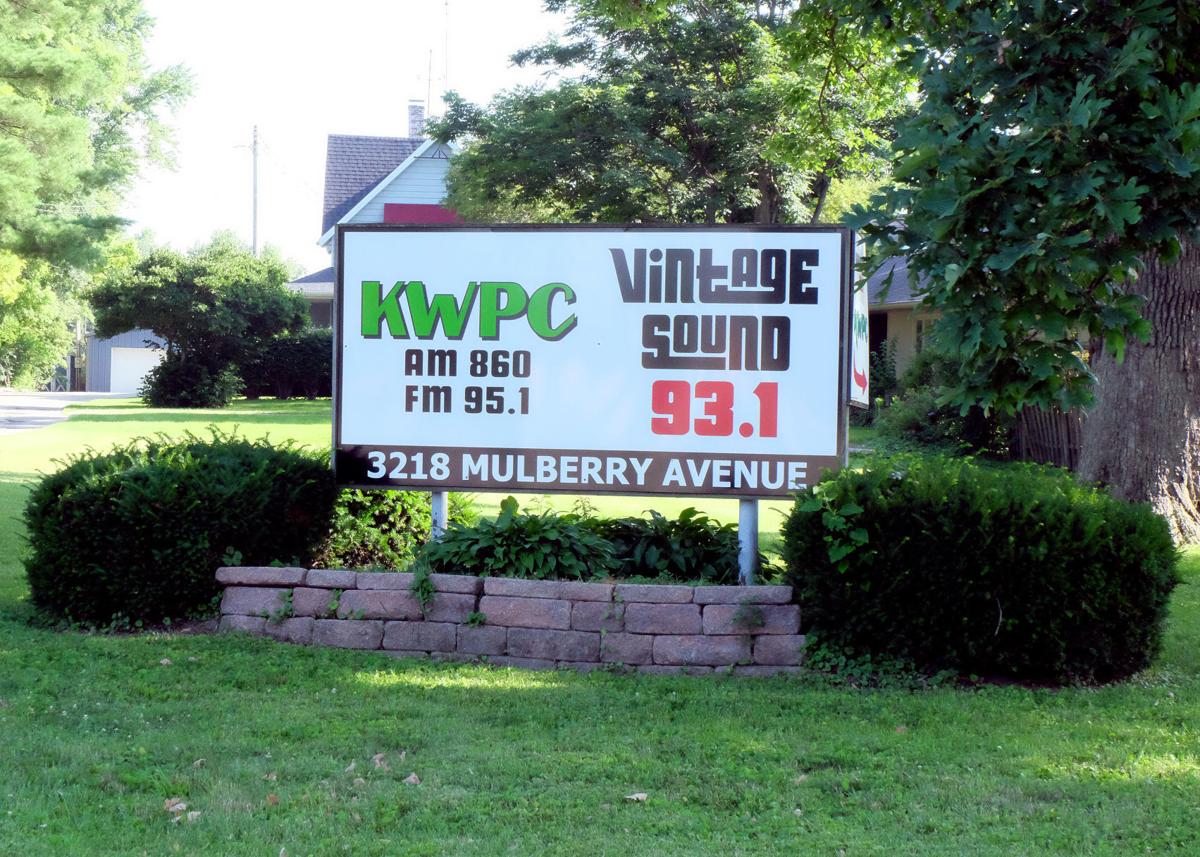 KWPC
AM 860
FM 95.1
Vintage
Sound
93.1
3218 MULBERRY AVENUE